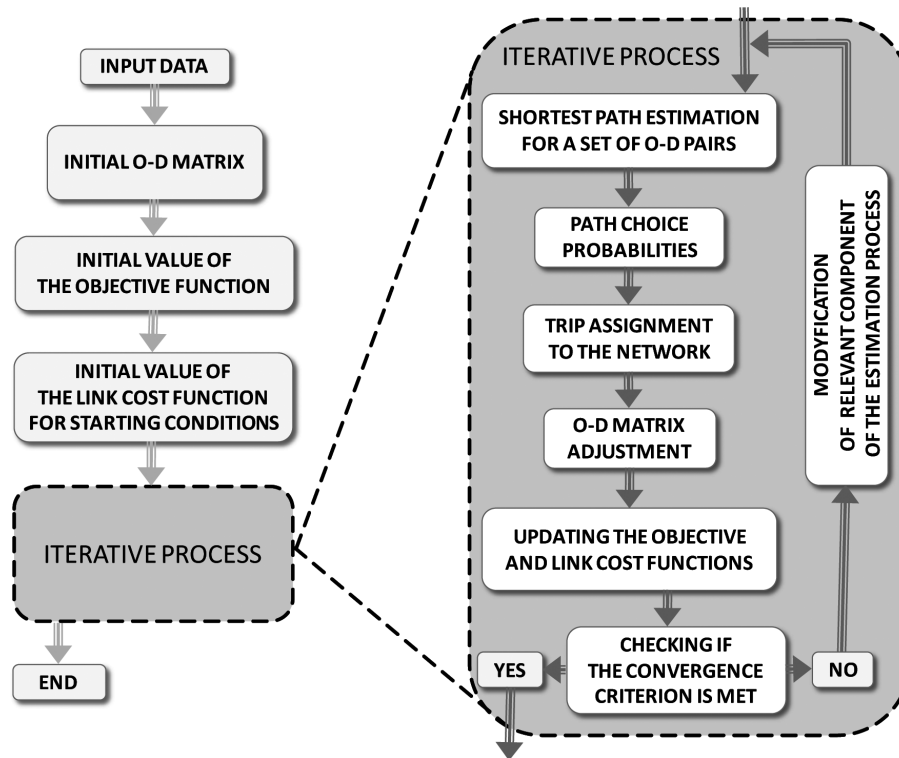 INPUT DATA
INITIAL O-D MATRIX
INITIAL VALUE OF
THE OBJECTIVE FUNCTION
INITIAL VALUE OF
THE LINK COST FUNCTION
FOR STARTING CONDITIONS
ITERATIVE PROCESS
END
ITERATIVE PROCESS
SHORTEST PATH ESTIMATION
FOR A SET OF O-D PAIRS
PATH CHOICE
PROBABILITIES
TRIP ASSIGNMENT
TO THE NETWORK
O-D MATRIX
ADJUSTMENT
UPDATING THE OBJECTIVE
AND LINK COST FUNCTIONS
CHECKING IF
THE CONVERGENCE
CRITERION IS MET
YES
NO
MODYFICATION
OF RELEVANT COMPONENT
OF THE ESTIMATION PROCESS